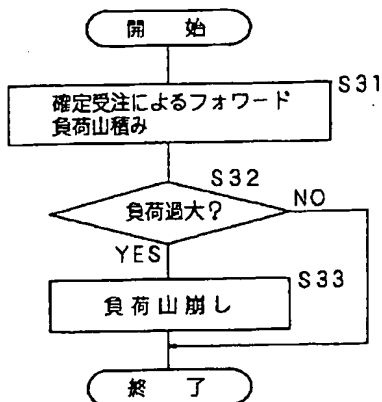 開 始
S31
確定受注によるフォワード
負荷山積み
S32
負荷過大?
NO
YES
S33
負荷山崩し
終 了